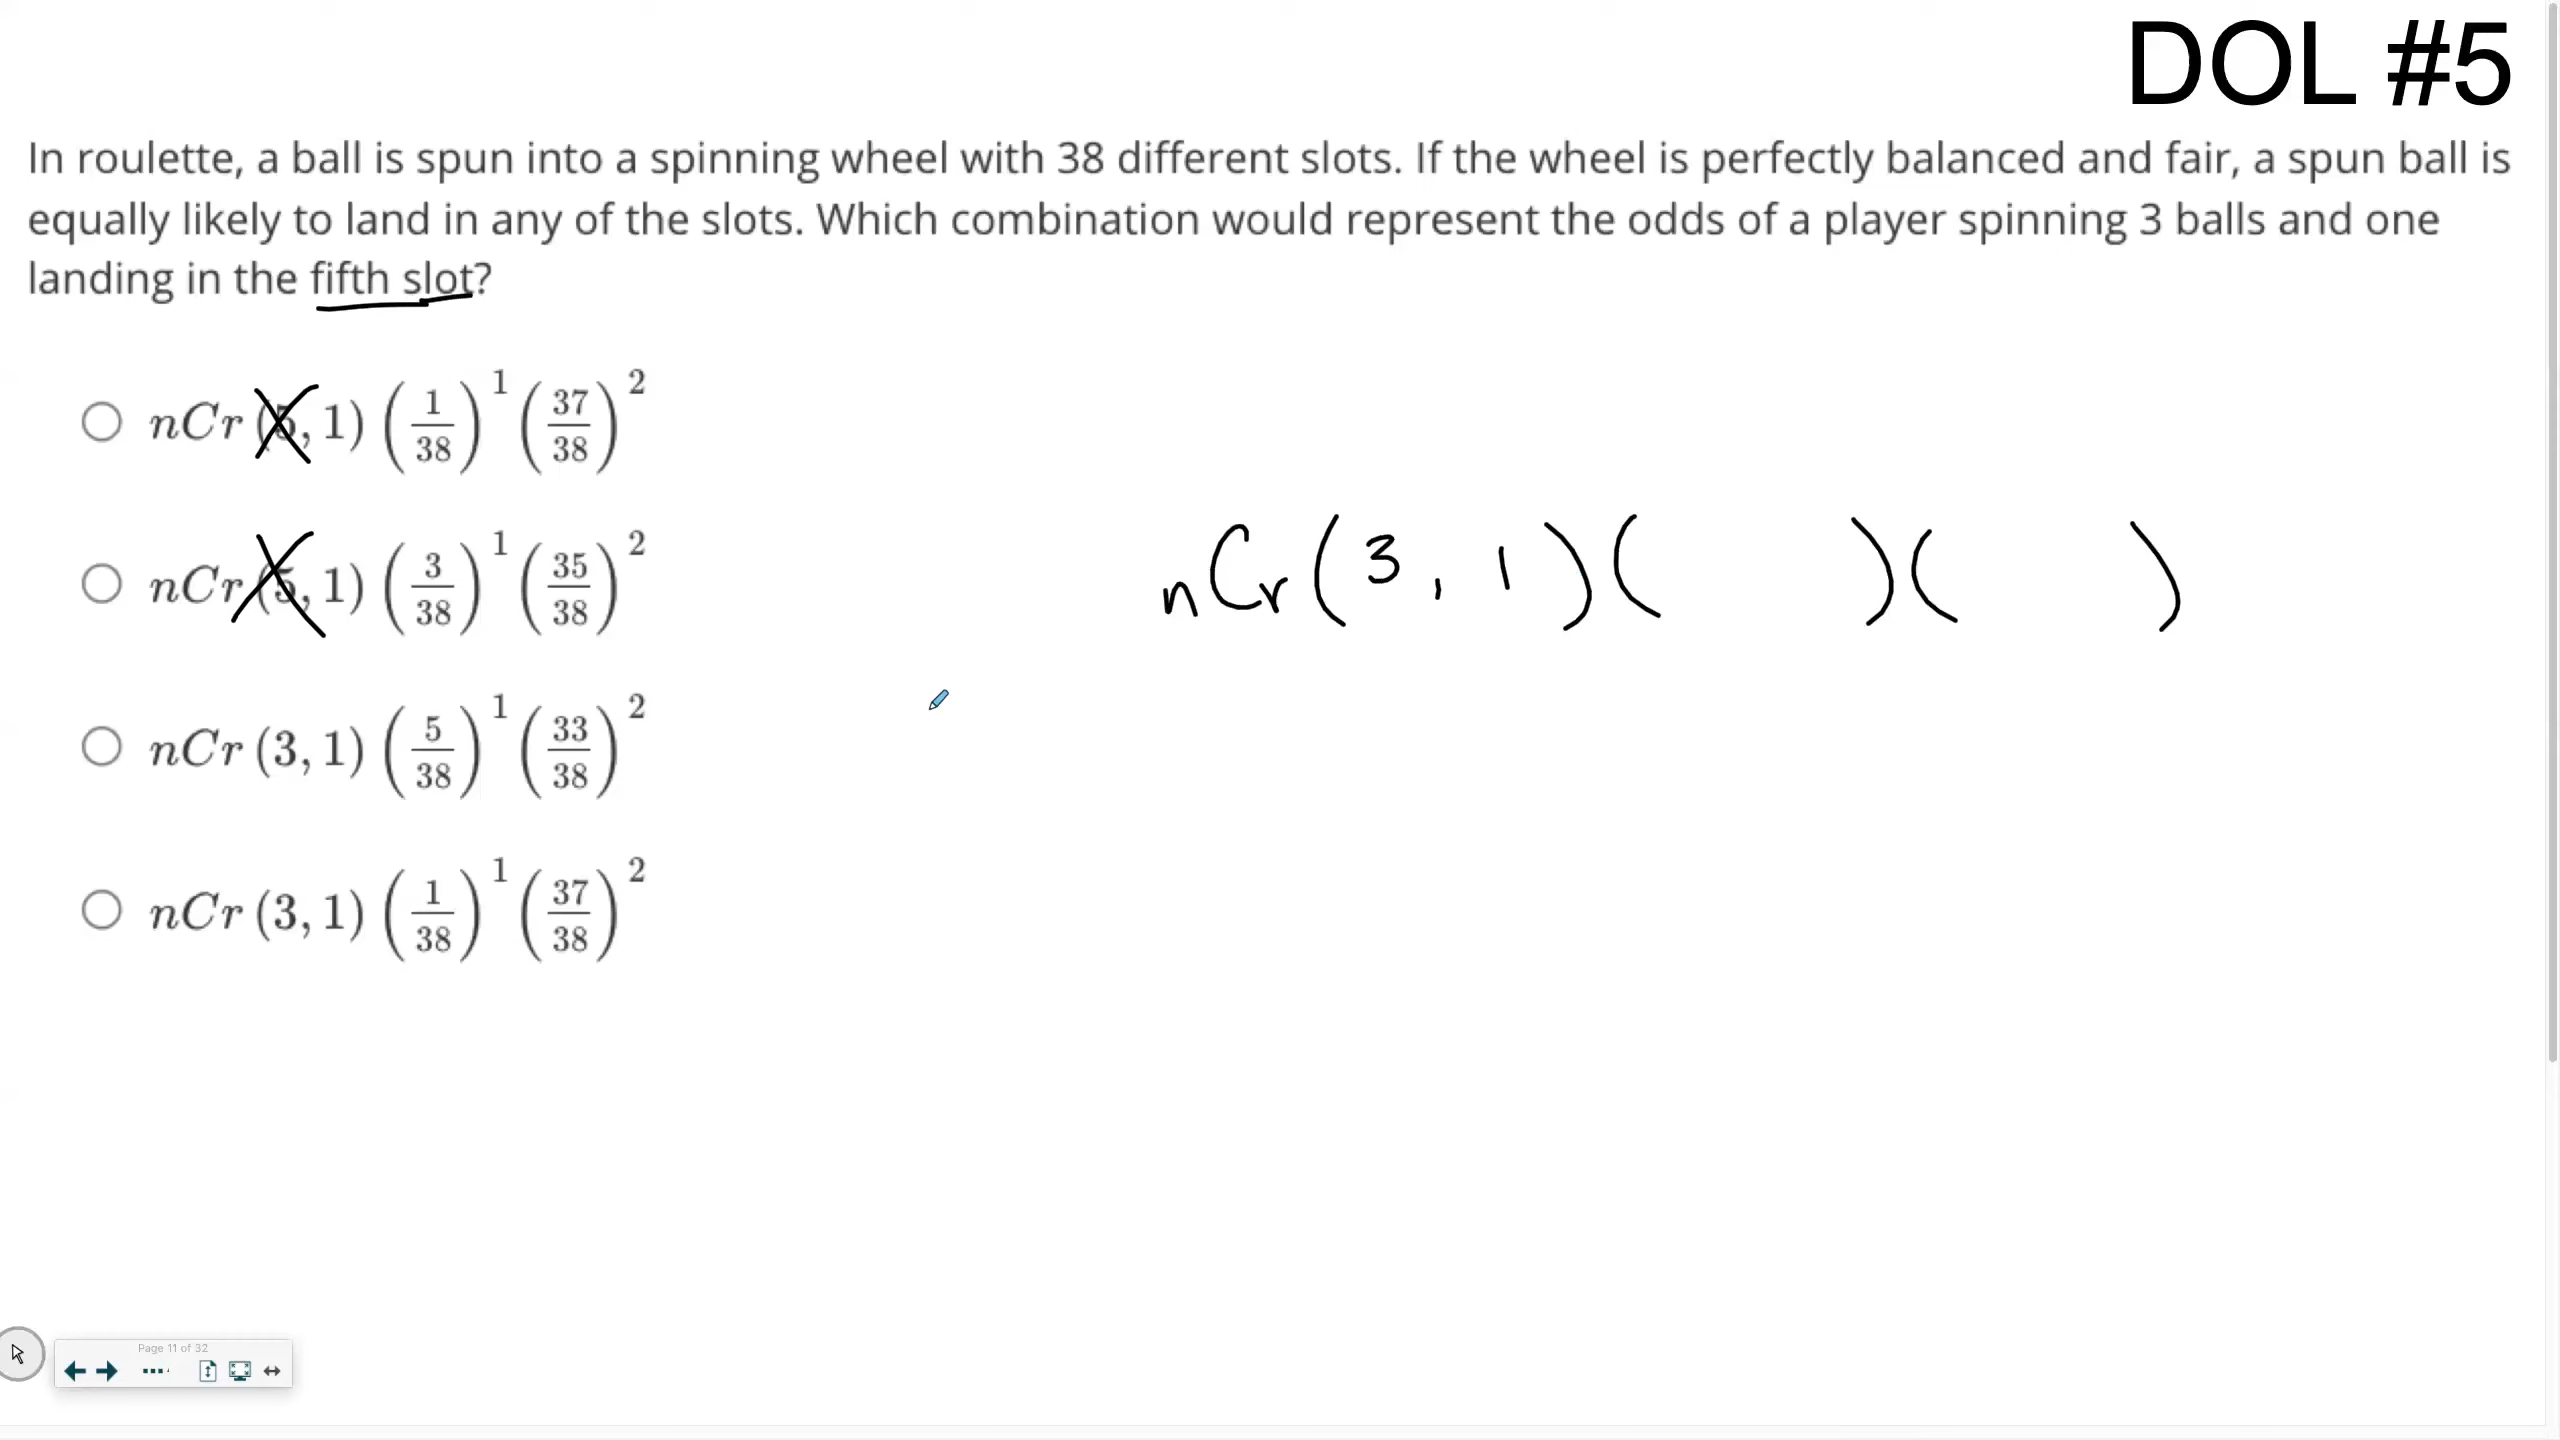 DOL #5
In roulette, a ball is spun into a spinning wheel with 38 different slots. If the wheel is perfectly balanced and fair, a spun ball is
equally likely to land in any of the slots. Which combination would represent the odds of a player spinning 3 balls and one
landing in the fifth slot?
nCr (5, 1) (1/38)^1 (37/38)^2
nCr (5, 1) (3/38)^1 (35/38)^2
nCr(3, 1)( )( )
nCr (3, 1) (5/38)^1 (33/38)^2
nCr (3, 1) (1/38)^1 (37/38)^2
Page 11 of 32